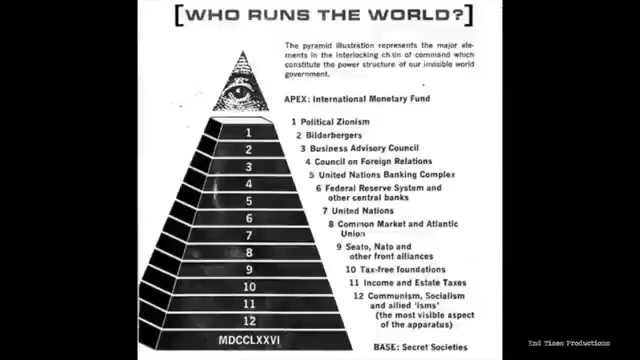 [WHO RUNS THE WORLD?]
The pyramid illustration represents the major ele-
ments in the interlocking chain of command which
constitute the power structure of our invisible world
government.
APEX: International Monetary Fund
1 Political Zionism
2 Bilderbergers
3 Business Advisory Council
4 Council on Foreign Relations
5 United Nations Banking Complex
6 Federal Reserve System and
other central banks
7 United Nations
8 Common Market and Atlantic
Union
9 Seato, Nato and
other front alliances
10 Tax-free foundations
11 Income and Estate Taxes
12 Communism, Socialism
and allied 'isms'
(the most visible aspect
of the apparatus)
BASE: Secret Societies
1
2
3
4
5
6
7
8
9
10
11
12
MDCCLXXVI
End Times Productions